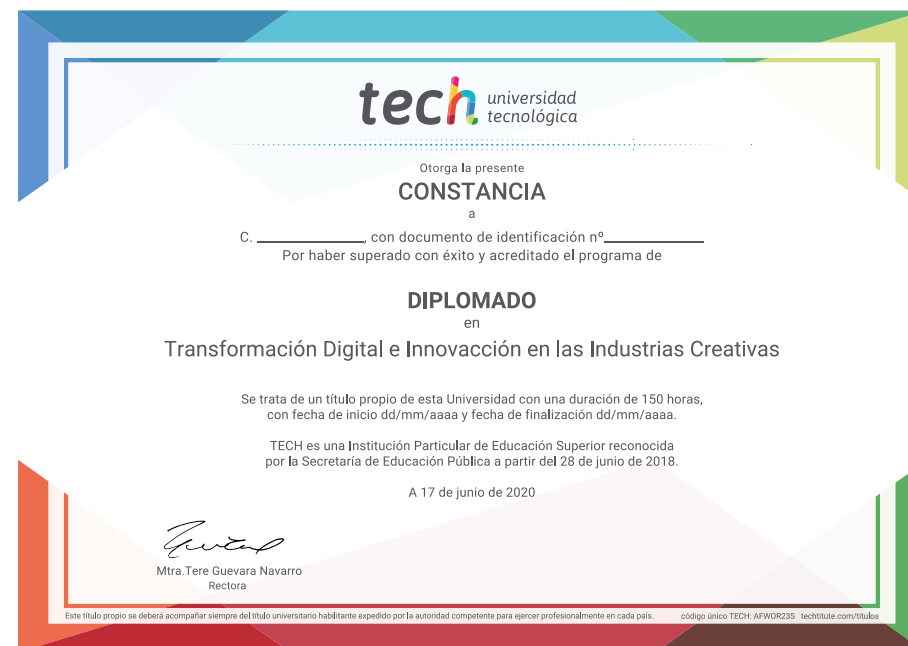 tech universidad
tecnológica
Otorga la presente
CONSTANCIA
a
C. ____________, con documento de identificación nº____________
Por haber superado con éxito y acreditado el programa de
DIPLOMADO
en
Transformación Digital e Innovacción en las Industrias Creativas
Se trata de un título propio de esta Universidad con una duración de 150 horas,
con fecha de inicio dd/mm/aaaa y fecha de finalización dd/mm/aaaa.
TECH es una Institución Particular de Educación Superior reconocida
por la Secretaría de Educación Pública a partir del 28 de junio de 2018.
A 17 de junio de 2020
Mtra.Tere Guevara Navarro
Rectora
Este título propio se deberá acompañar siempre del título universitario habilitante expedido por la autoridad competente para ejercer profesionalmente en cada país. código único TECH: AFWOR23S techtitute.com/titulos